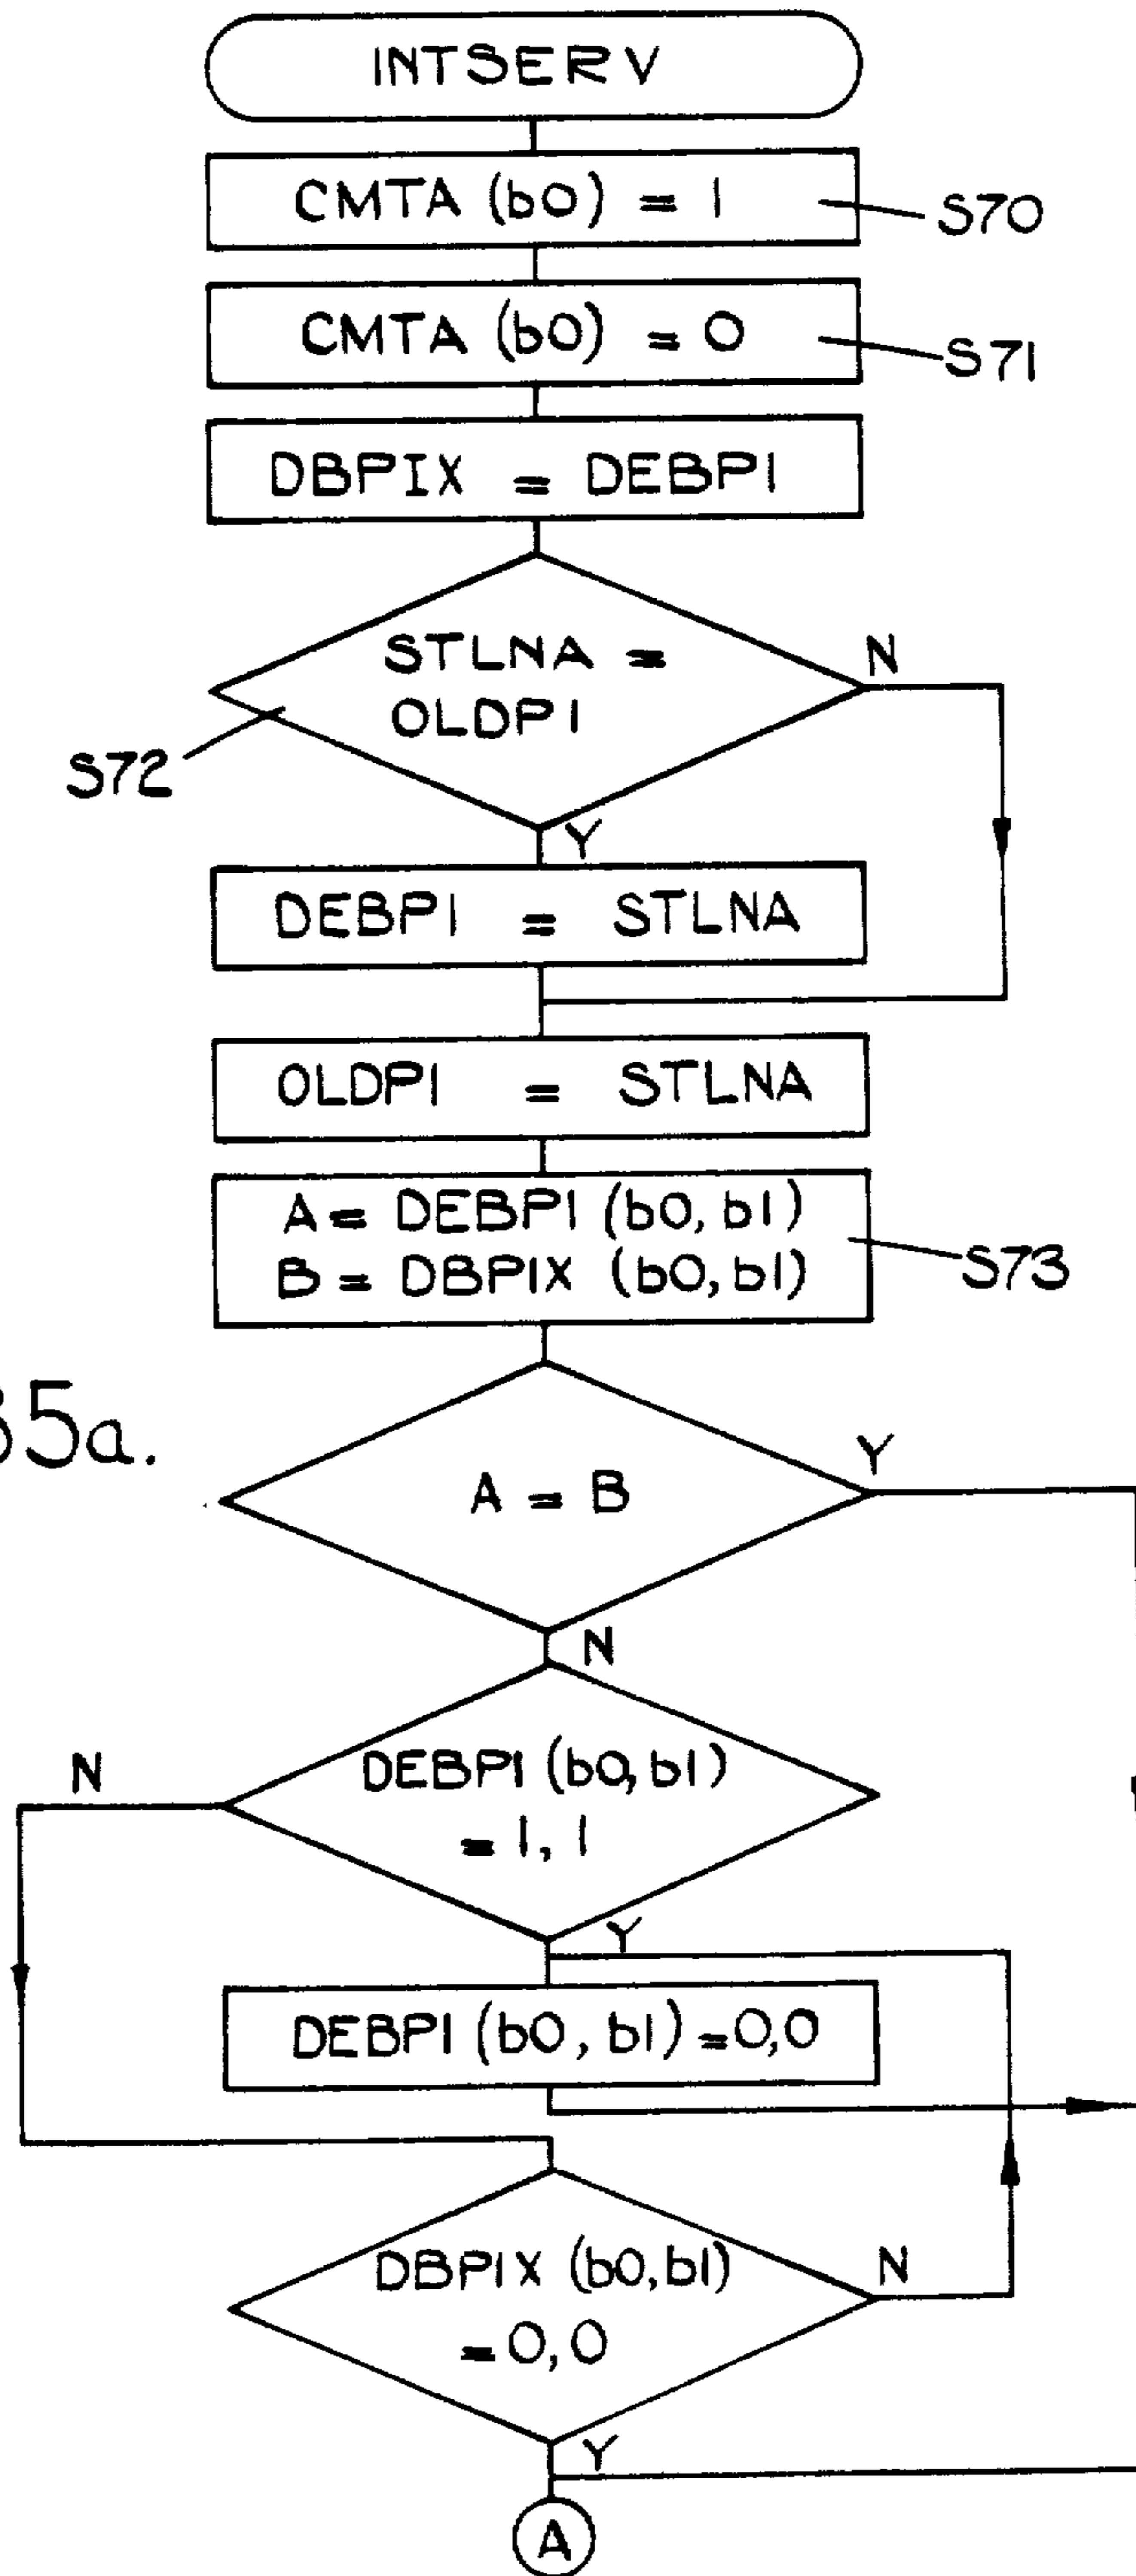 INTSERV
CMTA (b0) = 1
S70
CMTA (b0) = 0
S71
DBPIX = DEBPI
STLNA =
OLDPI
N
S72
Y
DEBPI = STLNA
OLDPI = STLNA
A = DEBPI (b0, b1)
B = DBPIX (b0, b1)
S73
35a.
A = B
Y
N
DEBPI (b0, b1)
= 1, 1
N
Y
DEBPI (b0, b1) = 0,0
DBPIX (b0, b1)
= 0,0
N
Y
A